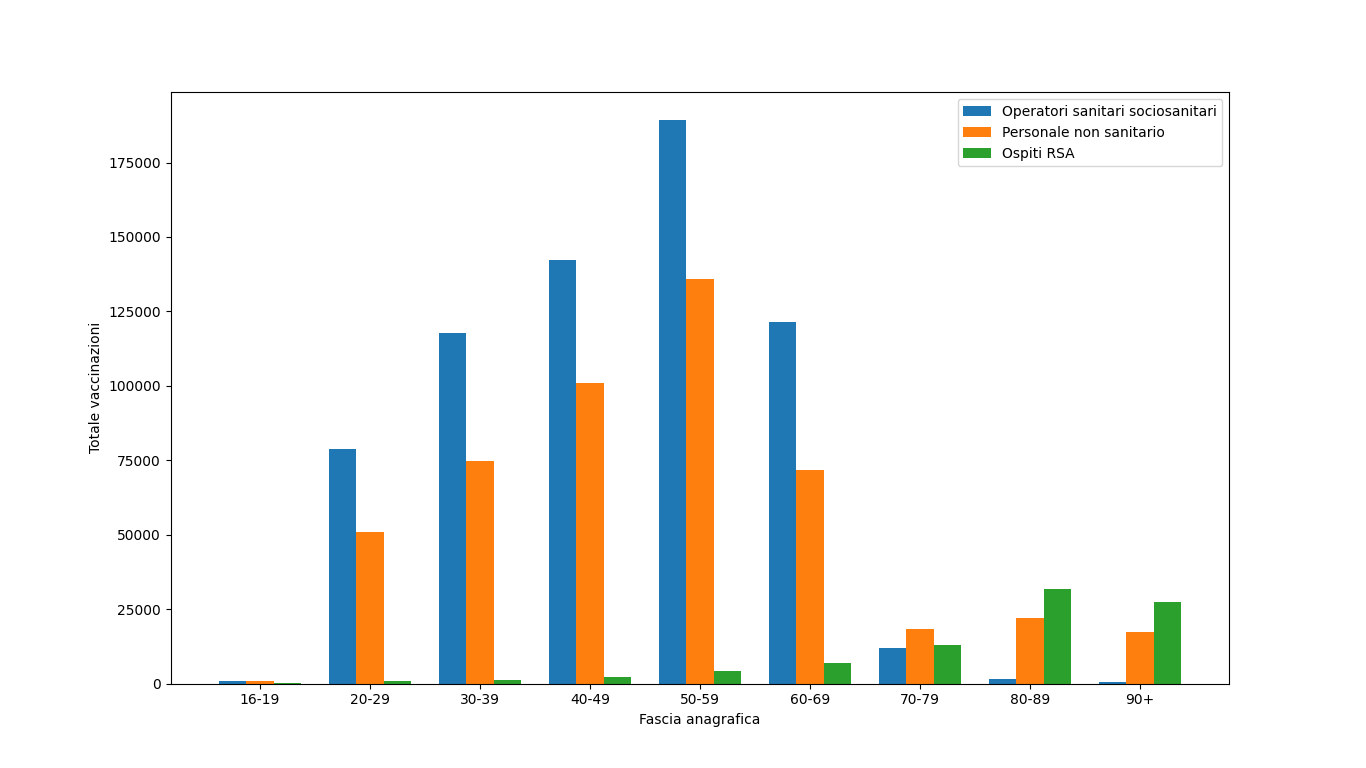 Operatori sanitari sociosanitari
Personale non sanitario
Ospiti RSA
175000
150000
125000
100000
75000
50000
25000
0
Totale vaccinazioni
16-19 20-29 30-39 40-49 50-59 60-69 70-79 80-89 90+
Fascia anagrafica